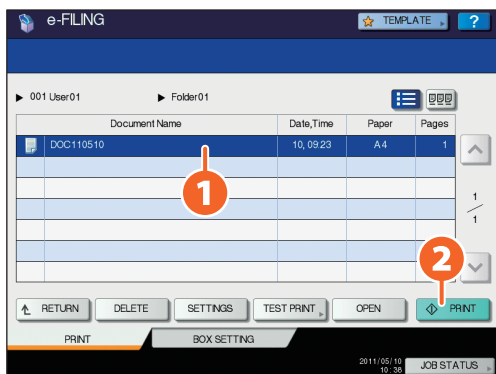 e-FILING
TEMPLATE
?
001 User01 Folder01
Document Name Date,Time Paper Pages
DOC110510 10, 09:23 A4 1
1
1
1
2
RETURN DELETE SETTINGS TEST PRINT OPEN PRINT
PRINT BOX SETTING
2011/05/10
10:38
JOB STATUS